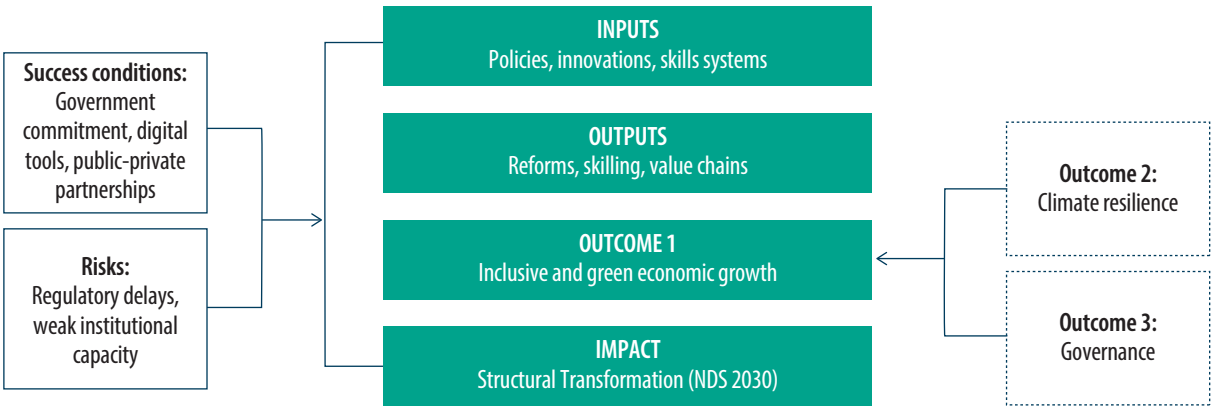 Success conditions:
Government
commitment, digital
tools, public-private
partnerships
Risks:
Regulatory delays,
weak institutional
capacity
INPUTS
Policies, innovations, skills systems
OUTPUTS
Reforms, skilling, value chains
OUTCOME 1
Inclusive and green economic growth
IMPACT
Structural Transformation (NDS 2030)
Outcome 2:
Climate resilience
Outcome 3:
Governance